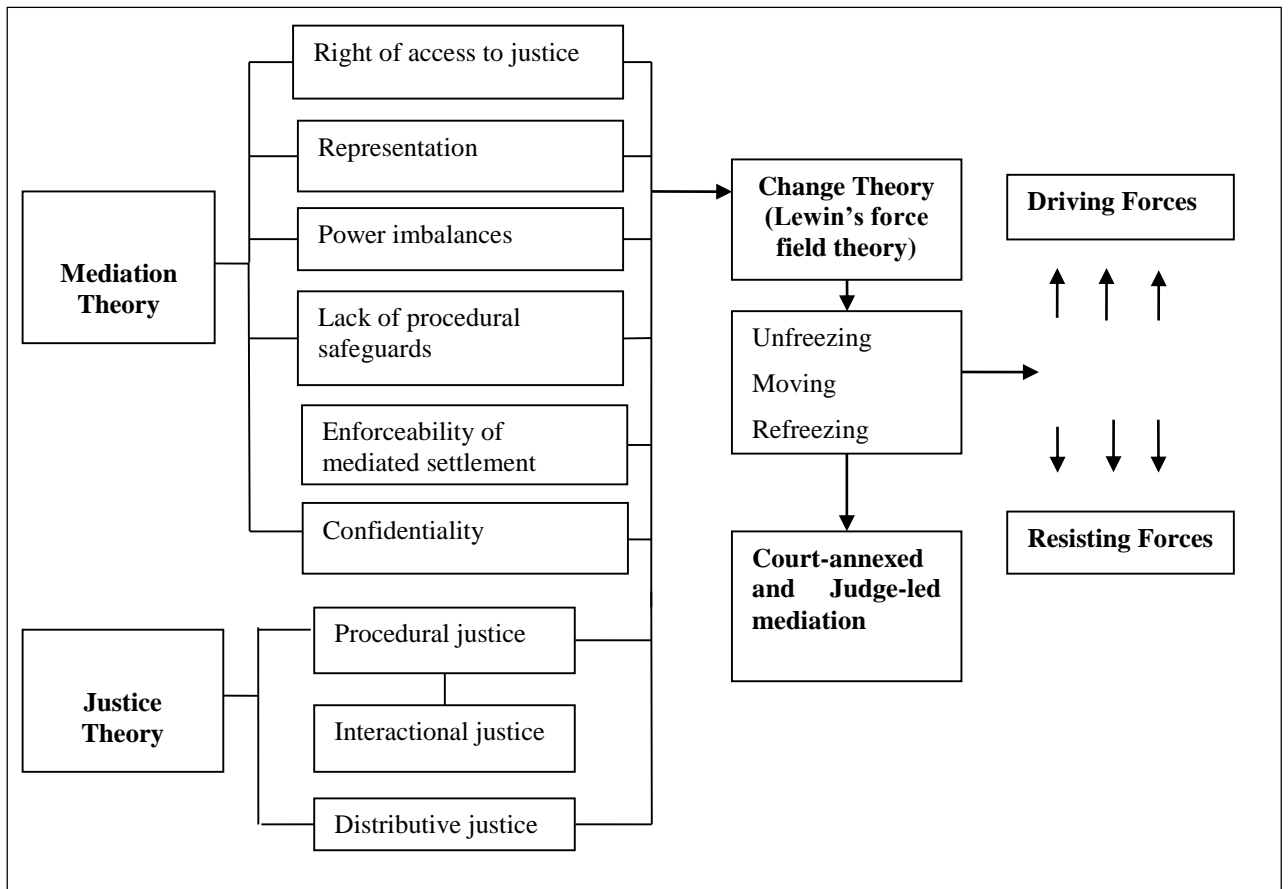 Right of access to justice
Representation
Power imbalances
Mediation
Theory
Lack of procedural
safeguards
Enforceability of
mediated settlement
Confidentiality
Justice
Theory
Procedural justice
Interactional justice
Distributive justice
Change Theory
(Lewin’s force
field theory)
Unfreezing
Moving
Refreezing
Court-annexed
and Judge-led
mediation
Driving Forces
Resisting Forces